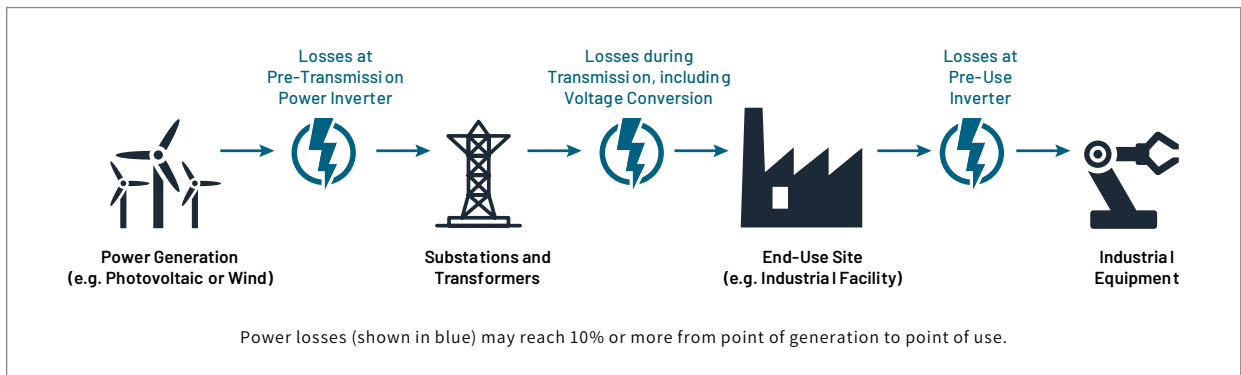 Losses at
Pre-Transmission
Power Inverter
Losses during
Transmission, including
Voltage Conversion
Losses at
Pre-Use
Inverter
Power Generation
(e.g. Photovoltaic or Wind)
Substations and
Transformers
End-Use Site
(e.g. Industrial Facility)
Industrial
Equipment
Power losses (shown in blue) may reach 10% or more from point of generation to point of use.